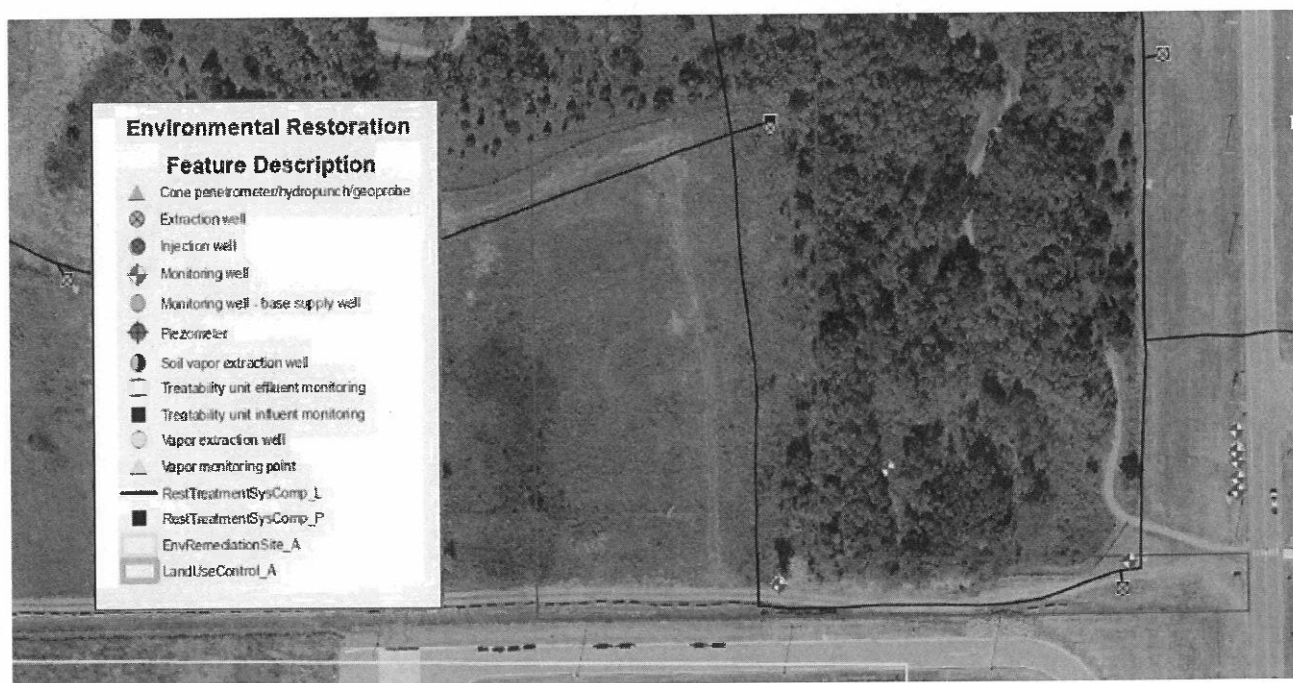 Environmental Restoration
Feature Description
Cone penetrometer/hydropunch/geoprobe
Extraction well
Injection well
Monitoring well
Monitoring well - base supply well
Piezometer
Soil vapor extraction well
Treatability unit effluent monitoring
Treatability unit influent monitoring
Vapor extraction well
Vapor monitoring point
RestTreatmentSysComp_L
RestTreatmentSysComp_P
EnvRemediationSite_A
LandUseControl_A